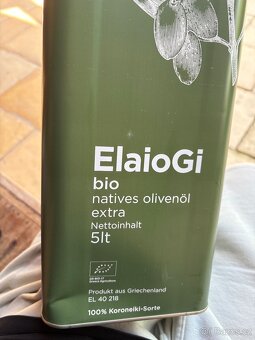 ElaioGi
bio
natives olivenöl
extra
Nettoinhalt
5lt
Produkt aus Griechenland
EL 40 218
100% Koroneiki-Sorte